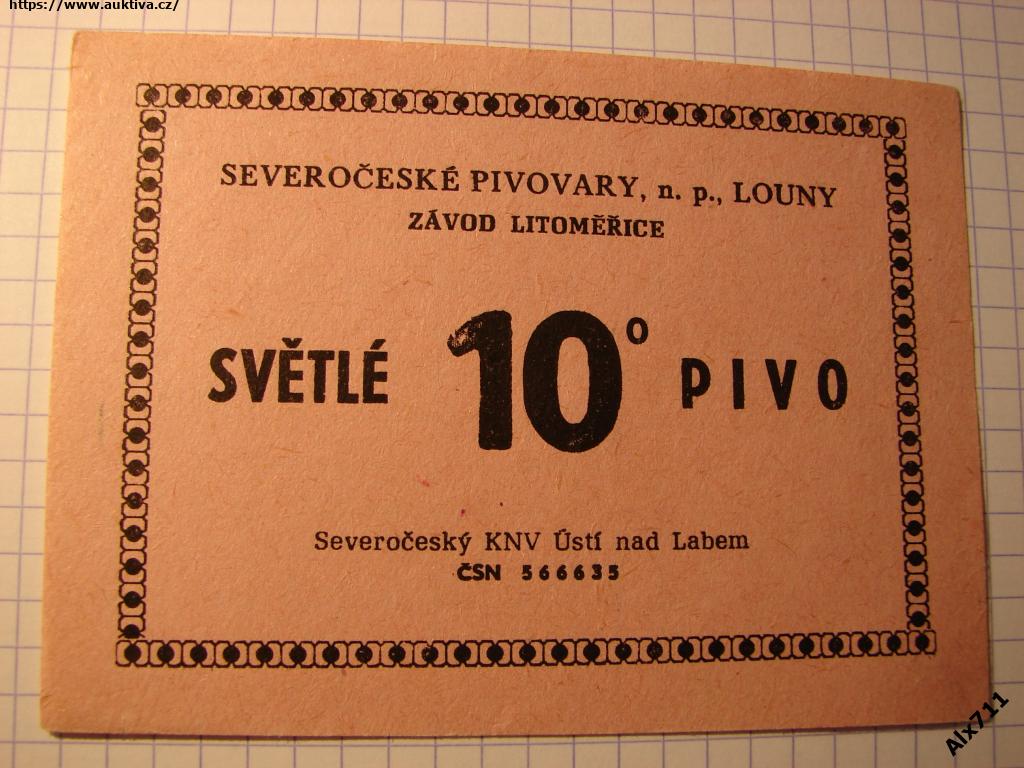 https://www.auktiva.cz/
SEVEROČESKÉ PIVOVARY, n. p., LOUNY
ZÁVOD LITOMĚŘICE
SVĚTLÉ 10° PIVO
Severočeský KNV Ústí nad Labem
ČSN 566635
Alx711